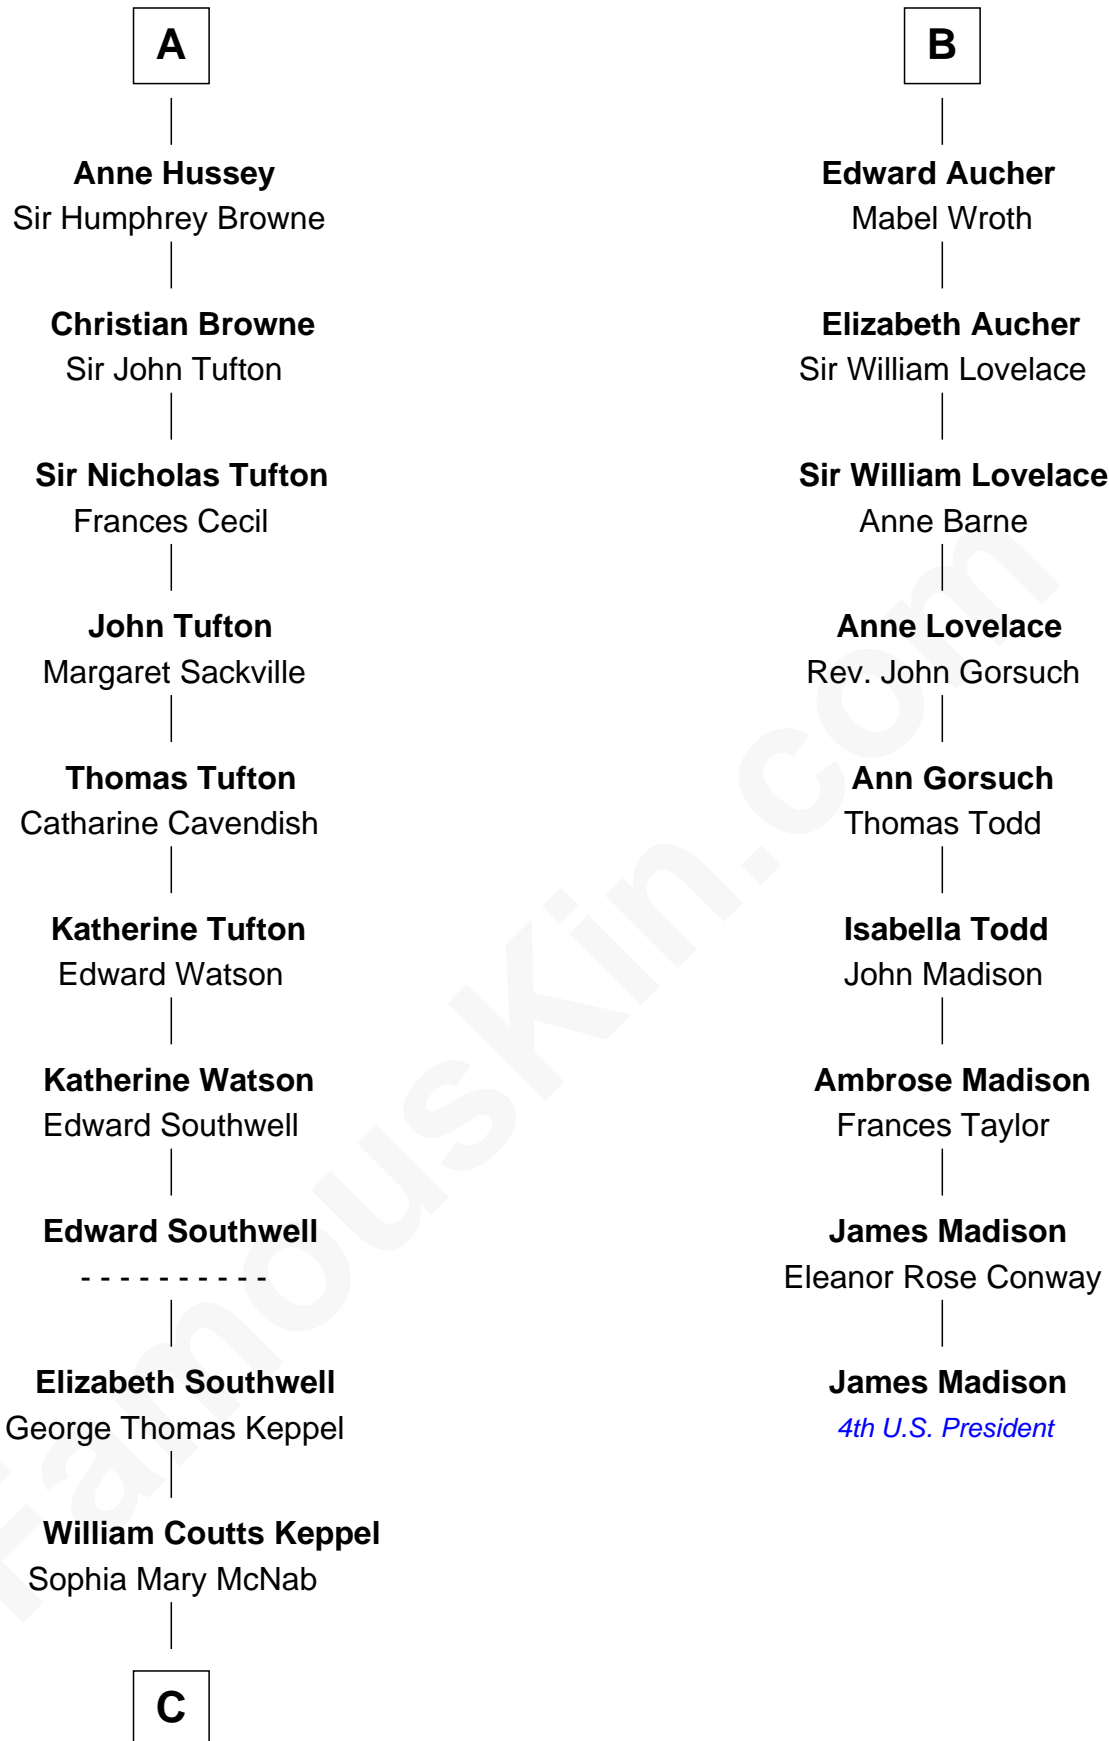 A
Anne Hussey
Sir Humphrey Browne
Christian Browne
Sir John Tufton
Sir Nicholas Tufton
Frances Cecil
John Tufton
Margaret Sackville
Thomas Tufton
Catharine Cavendish
Katherine Tufton
Edward Watson
Katherine Watson
Edward Southwell
Edward Southwell
- - - - - - - - - -
Elizabeth Southwell
George Thomas Keppel
William Coutts Keppel
Sophia Mary McNab
C
B
Edward Aucher
Mabel Wroth
Elizabeth Aucher
Sir William Lovelace
Sir William Lovelace
Anne Barne
Anne Lovelace
Rev. John Gorsuch
Ann Gorsuch
Thomas Todd
Isabella Todd
John Madison
Ambrose Madison
Frances Taylor
James Madison
Eleanor Rose Conway
James Madison
4th U.S. President
FamousKin.com